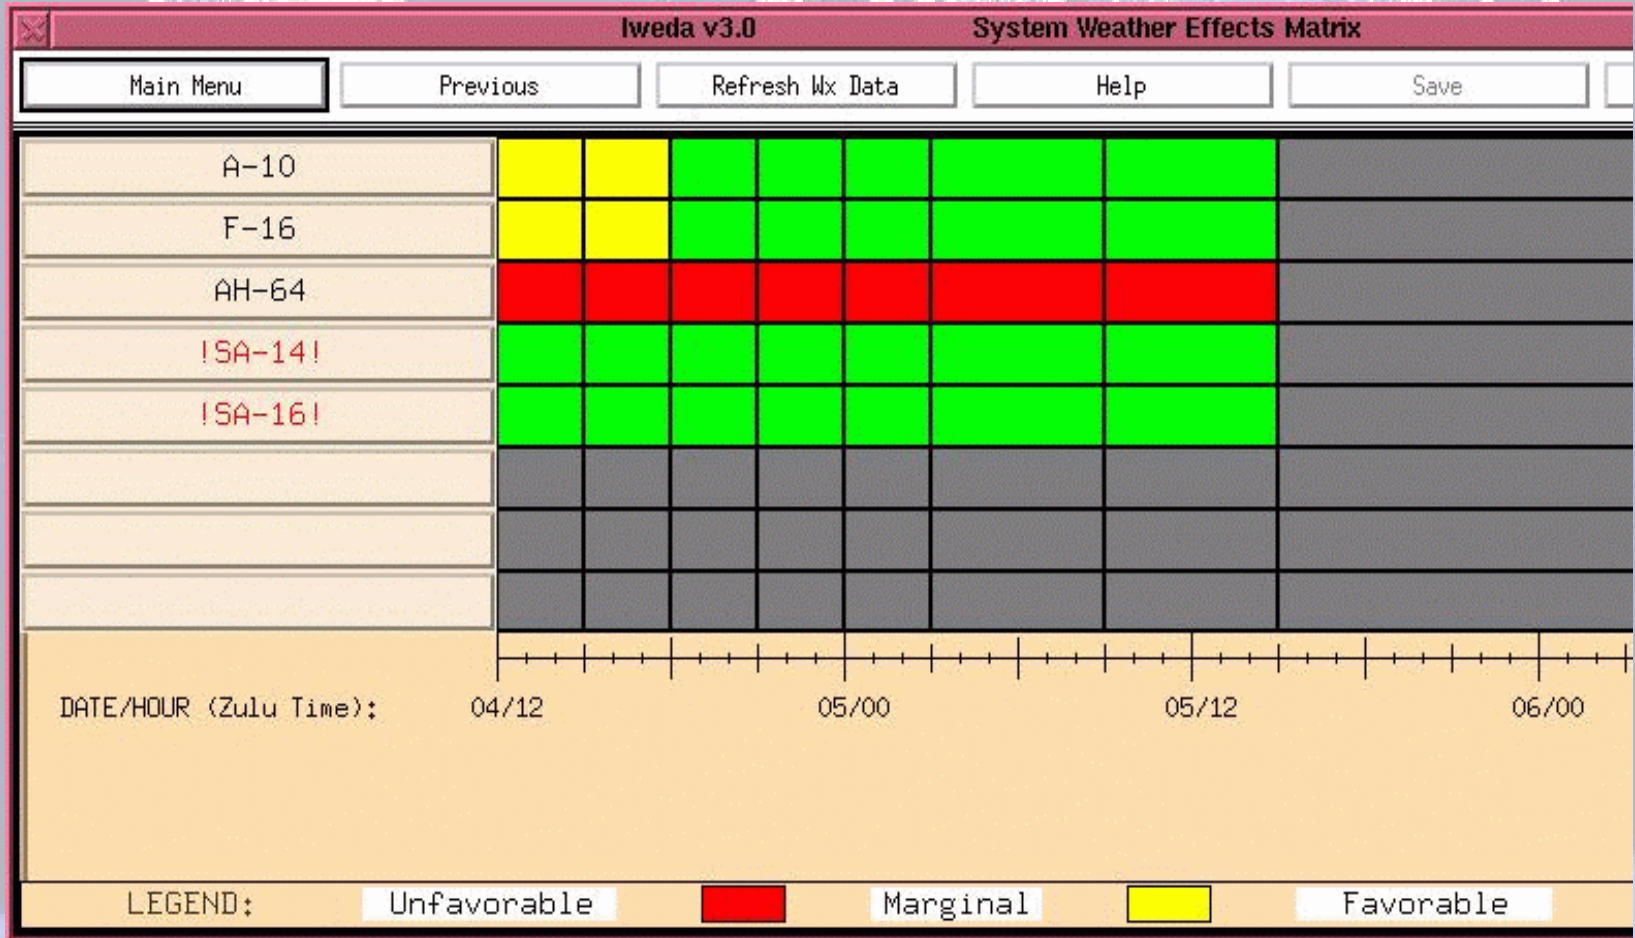 Iweda v3.0 System Weather Effects Matrix
Main Menu Previous Refresh Wx Data Help Save
A-10
F-16
AH-64
!SA-14!
!SA-16!
DATE/HOUR (Zulu Time): 04/12 05/00 05/12 06/00
LEGEND: Unfavorable Marginal Favorable